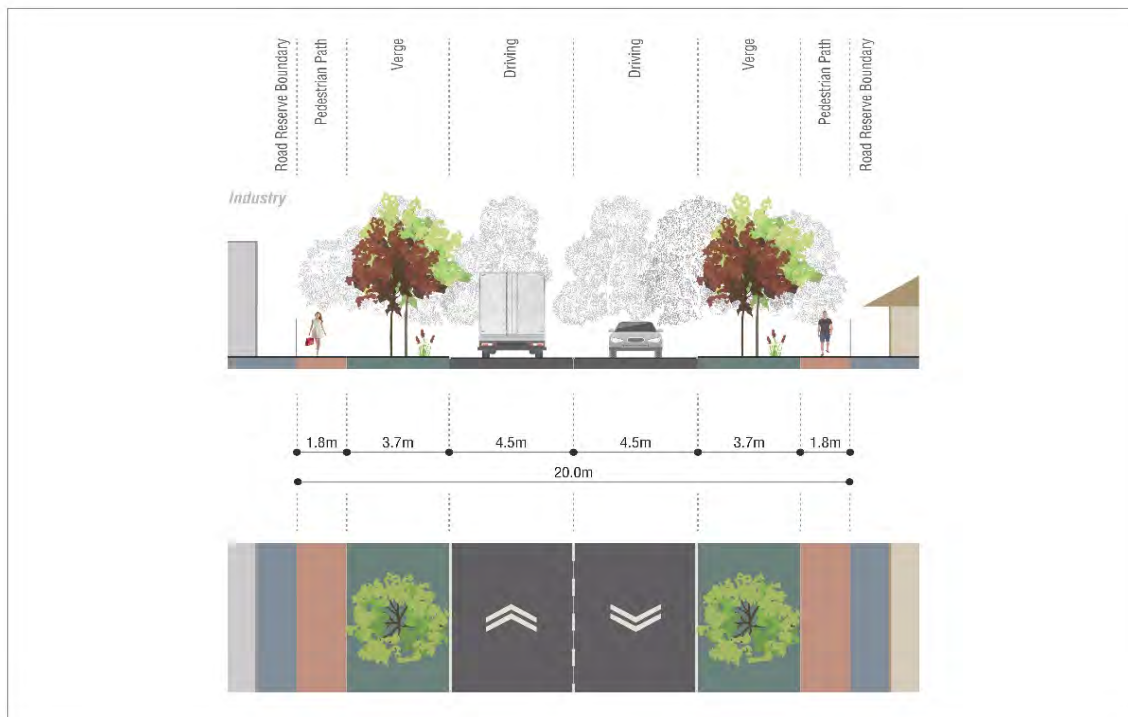 Road Reserve Boundary
Pedestrian Path
Verge
Driving
Driving
Verge
Pedestrian Path
Road Reserve Boundary
Industry
1.8m
3.7m
4.5m
4.5m
3.7m
1.8m
20.0m